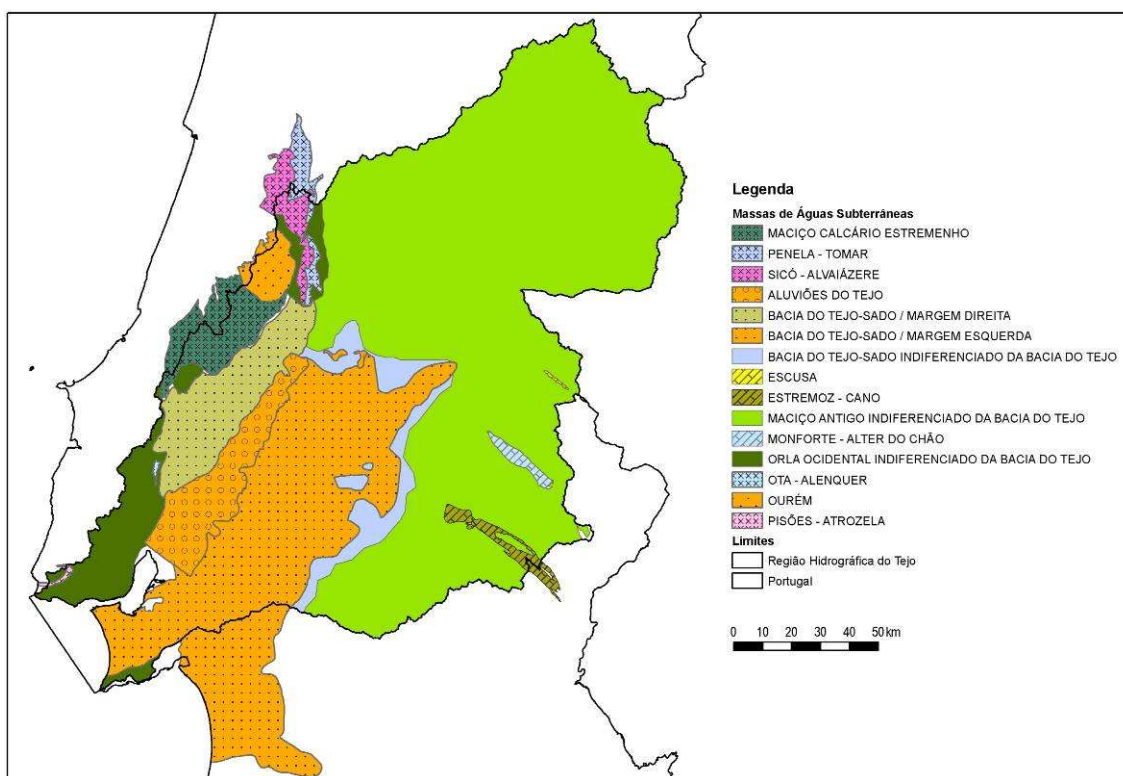 Legenda
Massas de Águas Subterrâneas
MACIÇO CALCÁRIO ESTREMENHO
PENELA - TOMAR
SICÓ - ALVAIÁZERE
ALUVIÕES DO TEJO
BACIA DO TEJO-SADO / MARGEM DIREITA
BACIA DO TEJO-SADO / MARGEM ESQUERDA
BACIA DO TEJO-SADO INDIFERENCIADO DA BACIA DO TEJO
ESCUSA
ESTREMOZ - CANO
MACIÇO ANTIGO INDIFERENCIADO DA BACIA DO TEJO
MONFORTE - ALTER DO CHÃO
ORLA OCIDENTAL INDIFERENCIADO DA BACIA DO TEJO
OTA - ALENQUER
OURÉM
PISÕES - ATROZELA
Limites
Região Hidrográfica do Tejo
Portugal
0 10 20 30 40 50 km